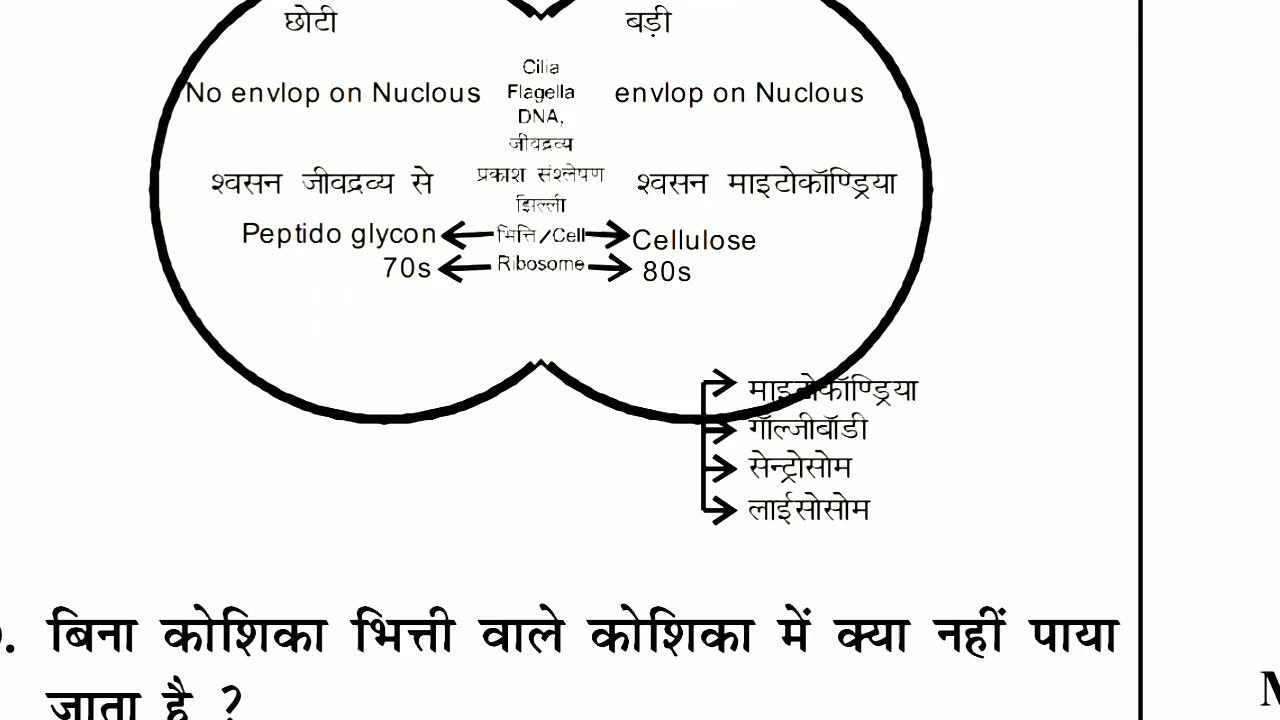 छोटी बड़ी
Cilia
No envlop on Nuclous Flagella envlop on Nuclous
DNA,
जीवद्रव्य
प्रकाश संश्लेषण
श्वसन जीवद्रव्य से श्वसन माइटोकॉण्ड्रिया
झिल्ली
Peptido glycon भित्ति/Cell Cellulose
70s Ribosome 80s
माइटोकॉण्ड्रिया
गॉल्जीबॉडी
सेन्ट्रोसोम
लाईसोसोम
बिना कोशिका भित्ती वाले कोशिका में क्या नहीं पाया
जाता है ?